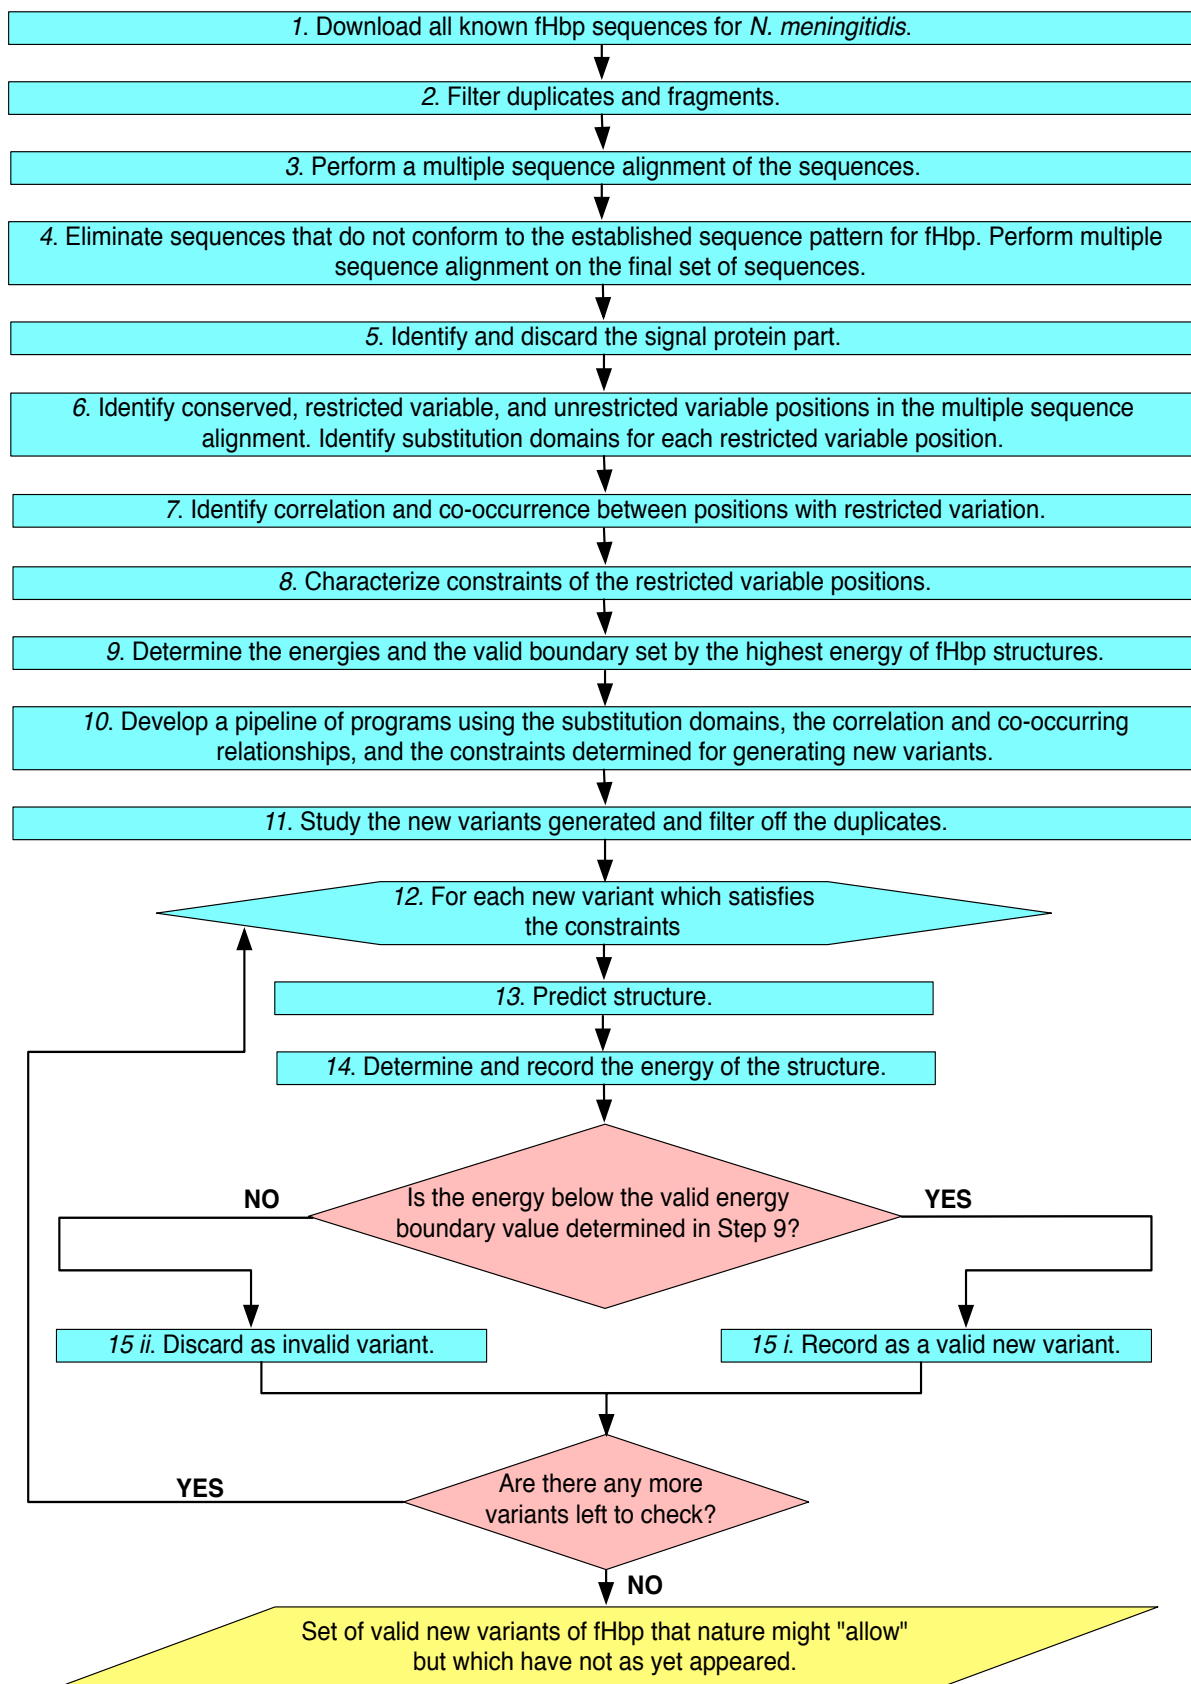 1. Download all known fHbp sequences for N. meningitidis.
2. Filter duplicates and fragments.
3. Perform a multiple sequence alignment of the sequences.
4. Eliminate sequences that do not conform to the established sequence pattern for fHbp. Perform multiple
sequence alignment on the final set of sequences.
5. Identify and discard the signal protein part.
6. Identify conserved, restricted variable, and unrestricted variable positions in the multiple sequence
alignment. Identify substitution domains for each restricted variable position.
7. Identify correlation and co-occurrence between positions with restricted variation.
8. Characterize constraints of the restricted variable positions.
9. Determine the energies and the valid boundary set by the highest energy of fHbp structures.
10. Develop a pipeline of programs using the substitution domains, the correlation and co-occurring
relationships, and the constraints determined for generating new variants.
11. Study the new variants generated and filter off the duplicates.
12. For each new variant which satisfies
the constraints
13. Predict structure.
14. Determine and record the energy of the structure.
NO
Is the energy below the valid energy
boundary value determined in Step 9?
YES
15 ii. Discard as invalid variant.
15 i. Record as a valid new variant.
YES
Are there any more
variants left to check?
NO
Set of valid new variants of fHbp that nature might "allow"
but which have not as yet appeared.